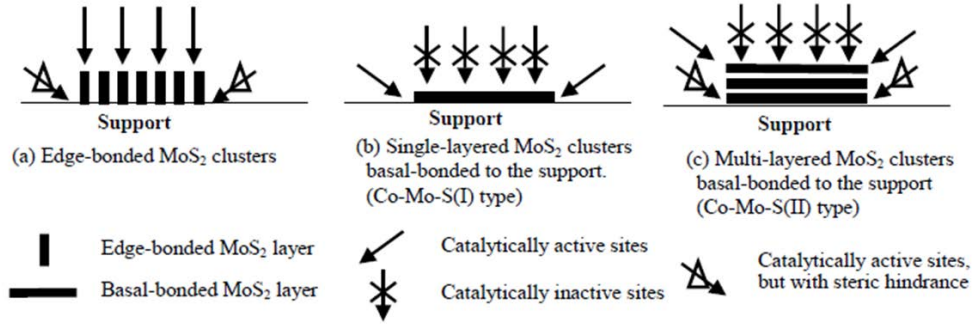 Support
(a) Edge-bonded MoS₂ clusters
Support
(b) Single-layered MoS₂ clusters
basal-bonded to the support.
(Co-Mo-S(I) type)
Support
(c) Multi-layered MoS₂ clusters
basal-bonded to the support
(Co-Mo-S(II) type)
Edge-bonded MoS₂ layer
Basal-bonded MoS₂ layer
Catalytically active sites
Catalytically inactive sites
Catalytically active sites,
but with steric hindrance